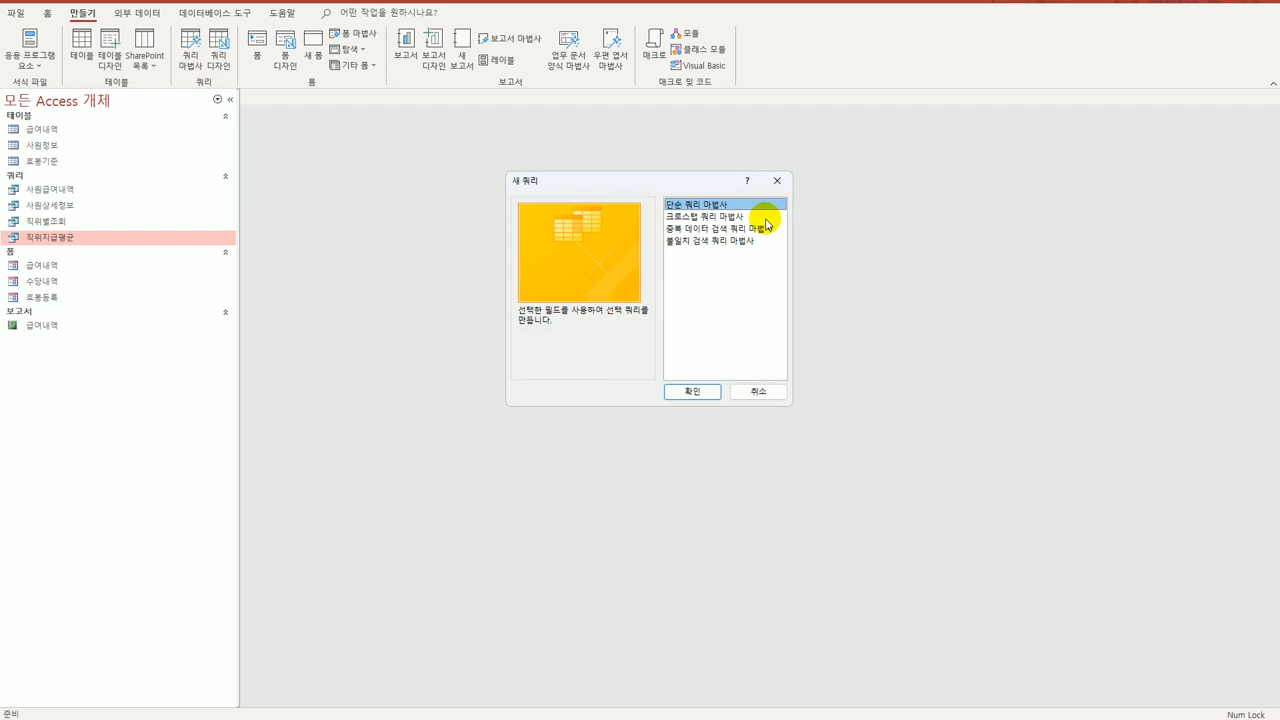 파일 홈 만들기 외부 데이터 데이터베이스 도구 도움말 어떤 작업을 원하시나요?
응용 프로그램 요소
테이블
테이블 디자인
SharePoint 목록
쿼리 마법사
쿼리 디자인
폼
폼 디자인
새 폼
폼 마법사
탐색
기타 폼
보고서
보고서 디자인
새 보고서
보고서 마법사
레이블
업무 문서 양식 마법사
우편 엽서 마법사
매크로
모듈
클래스 모듈
Visual Basic
서식 파일 테이블 쿼리 폼 보고서 매크로 및 코드
모든 Access 개체
테이블
급여내역
사원정보
호봉기준
쿼리
사원급여내역
사원상세정보
직위별조회
직위지급평균
폼
급여내역
수당내역
호봉등록
보고서
급여내역
새 쿼리
단순 쿼리 마법사
크로스탭 쿼리 마법사
중복 데이터 검색 쿼리 마법사
불일치 검색 쿼리 마법사
선택한 필드를 사용하여 선택 쿼리를
만듭니다.
확인 취소
준비 Num Lock